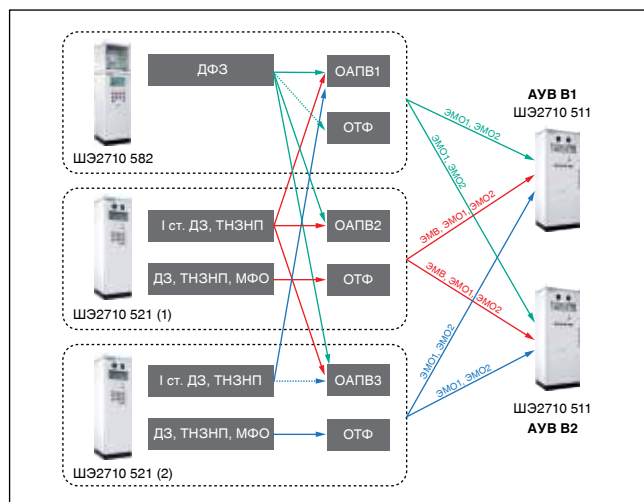 ДФЗ
ОАПВ1
ОТФ
ШЭ2710 582
I ст. ДЗ, ТНЗНП
ОАПВ2
ДЗ, ТНЗНП, МФО
ОТФ
ШЭ2710 521 (1)
I ст. ДЗ, ТНЗНП
ОАПВ3
ДЗ, ТНЗНП, МФО
ОТФ
ШЭ2710 521 (2)
ЭМО1, ЭМО2
ЭМО1, ЭМО2
ЭМВ, ЭМО1, ЭМО2
ЭМВ, ЭМО1, ЭМО2
ЭМО1, ЭМО2
ЭМО1, ЭМО2
АУВ В1
ШЭ2710 511
ШЭ2710 511
АУВ В2